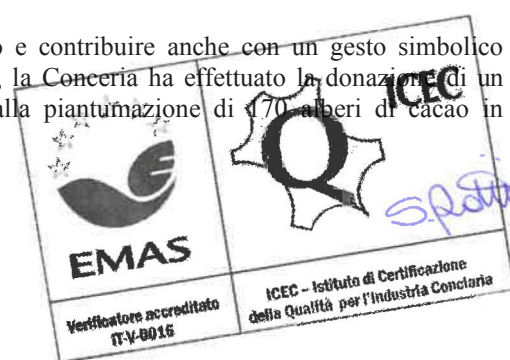 o e contribuire anche con un gesto simbolico
, la Conceria ha effettuato la donazione di un
alla piantumazione di 170 alberi di cacao in
ICEC
Q
EMAS
Verificatore accreditato
IT-V-0016
ICEC – Istituto di Certificazione
della Qualità per l'Industria Conciaria